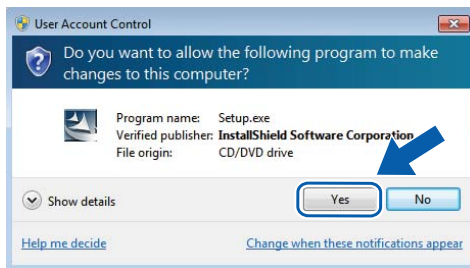 User Account Control
Do you want to allow the following program to make
changes to this computer?
Program name: Setup.exe
Verified publisher: InstallShield Software Corporation
File origin: CD/DVD drive
Show details
Yes
No
Help me decide
Change when these notifications appear